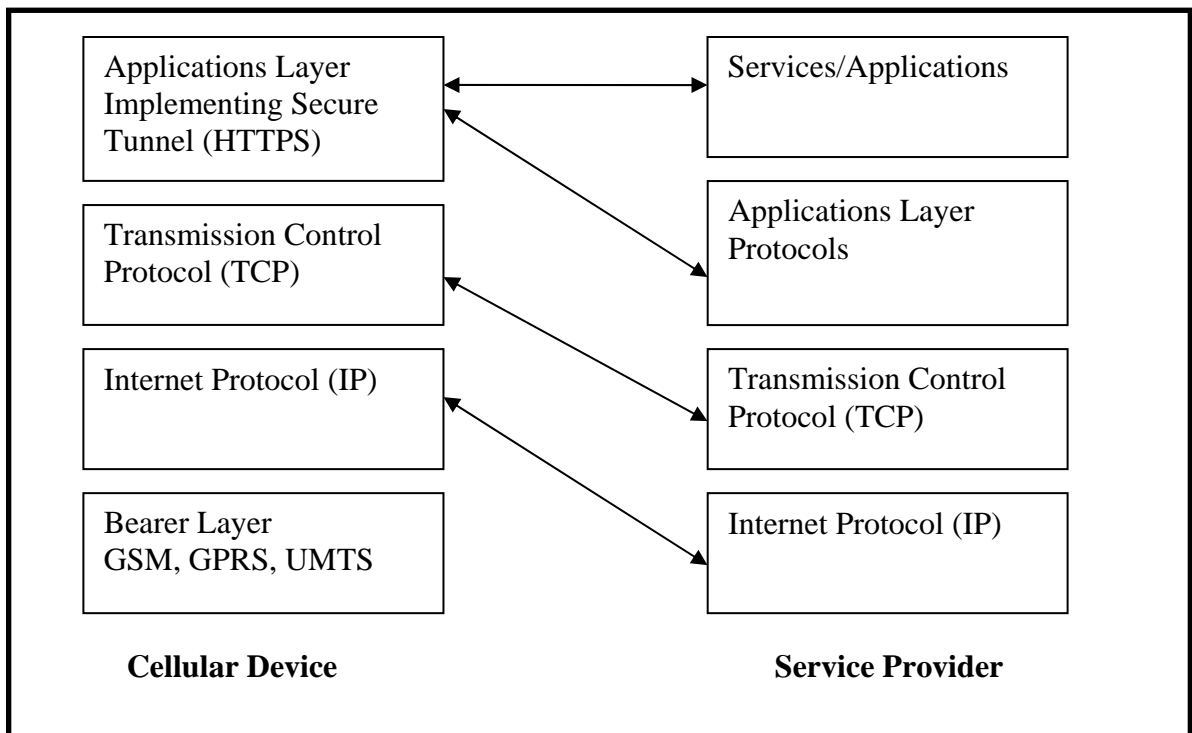 Applications Layer
Implementing Secure
Tunnel (HTTPS)
Transmission Control
Protocol (TCP)
Internet Protocol (IP)
Bearer Layer
GSM, GPRS, UMTS
Cellular Device
Services/Applications
Applications Layer
Protocols
Transmission Control
Protocol (TCP)
Internet Protocol (IP)
Service Provider